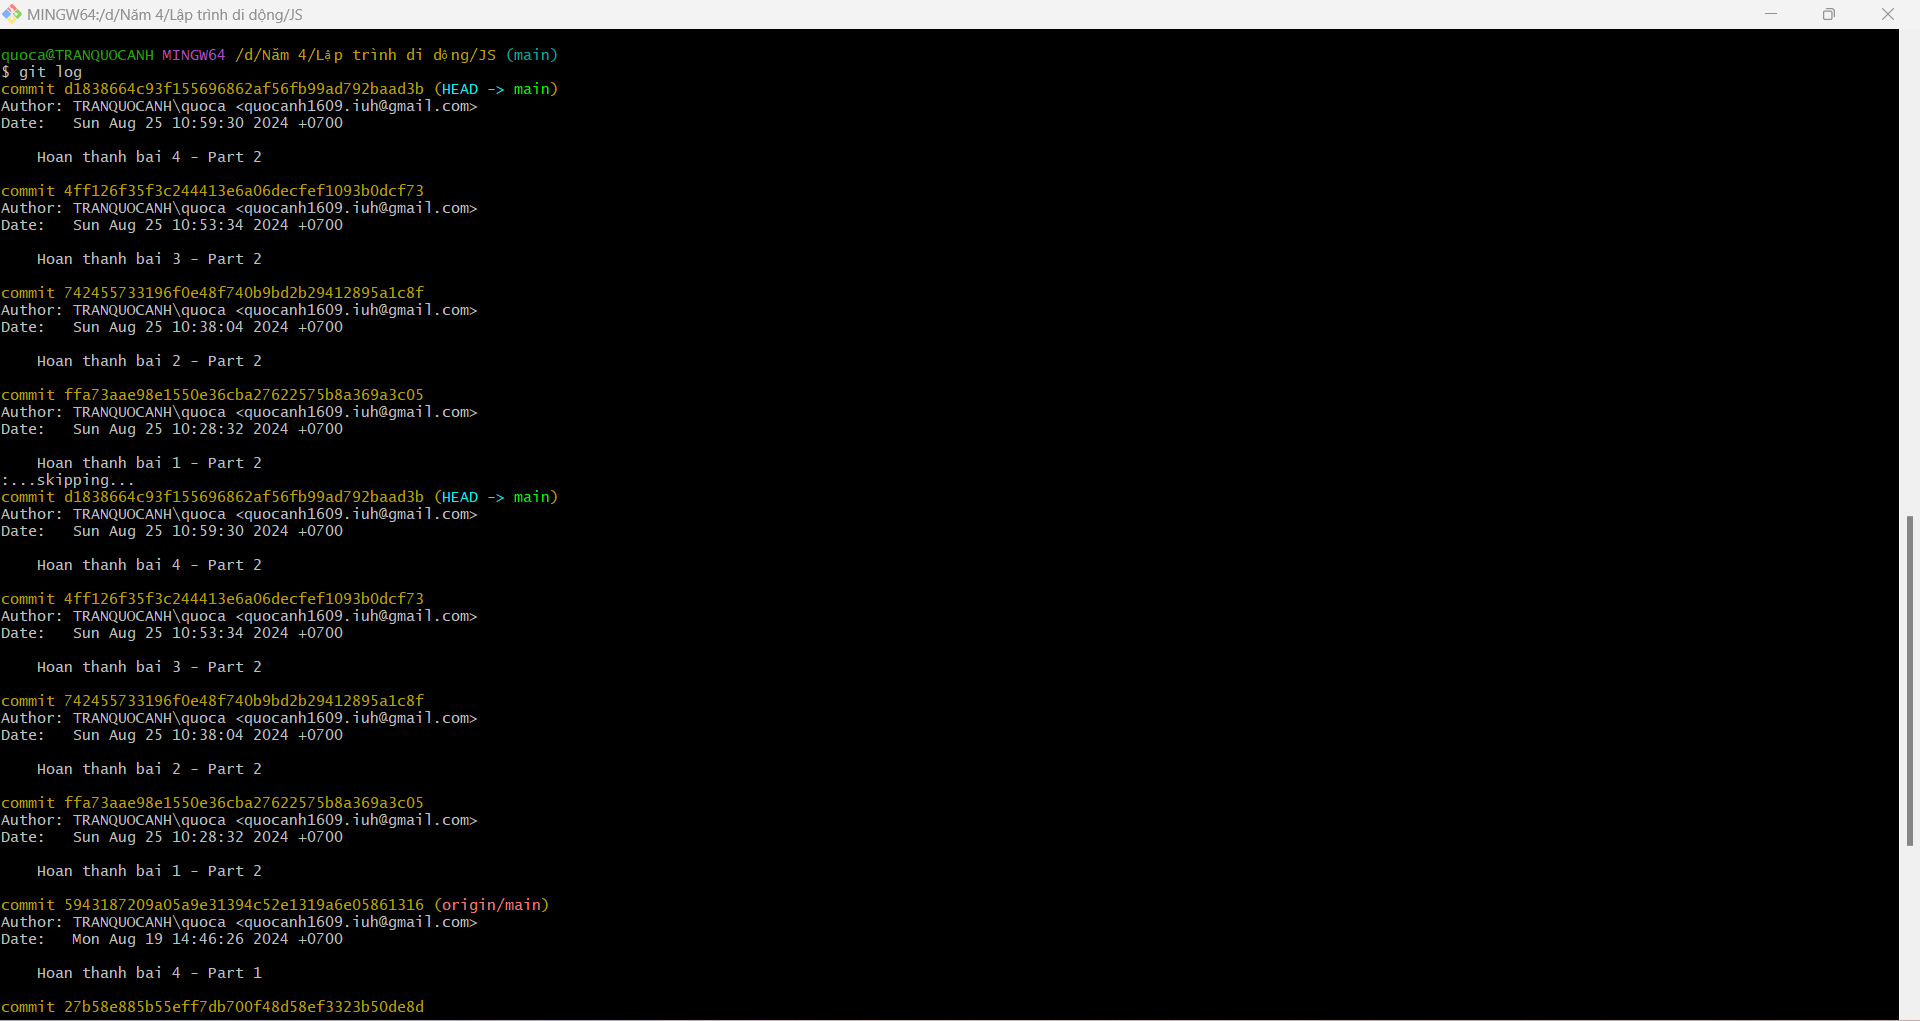 MINGW64:/d/Năm 4/Lập trình di động/JS
quoca@TRANQUOCANH MINGW64 /d/Năm 4/Lập trình di động/JS (main)
$ git log
commit d1838664c93f155696862af56fb99ad792baad3b (HEAD -> main)
Author: TRANQUOCANH\quoca <quocanh1609.iuh@gmail.com>
Date:   Sun Aug 25 10:59:30 2024 +0700
    Hoan thanh bai 4 - Part 2
commit 4ff126f35f3c244413e6a06decfef1093b0dcf73
Author: TRANQUOCANH\quoca <quocanh1609.iuh@gmail.com>
Date:   Sun Aug 25 10:53:34 2024 +0700
    Hoan thanh bai 3 - Part 2
commit 742455733196f0e48f740b9bd2b29412895a1c8f
Author: TRANQUOCANH\quoca <quocanh1609.iuh@gmail.com>
Date:   Sun Aug 25 10:38:04 2024 +0700
    Hoan thanh bai 2 - Part 2
commit ffa73aae98e1550e36cba27622575b8a369a3c05
Author: TRANQUOCANH\quoca <quocanh1609.iuh@gmail.com>
Date:   Sun Aug 25 10:28:32 2024 +0700
    Hoan thanh bai 1 - Part 2
:...skipping...
commit d1838664c93f155696862af56fb99ad792baad3b (HEAD -> main)
Author: TRANQUOCANH\quoca <quocanh1609.iuh@gmail.com>
Date:   Sun Aug 25 10:59:30 2024 +0700
    Hoan thanh bai 4 - Part 2
commit 4ff126f35f3c244413e6a06decfef1093b0dcf73
Author: TRANQUOCANH\quoca <quocanh1609.iuh@gmail.com>
Date:   Sun Aug 25 10:53:34 2024 +0700
    Hoan thanh bai 3 - Part 2
commit 742455733196f0e48f740b9bd2b29412895a1c8f
Author: TRANQUOCANH\quoca <quocanh1609.iuh@gmail.com>
Date:   Sun Aug 25 10:38:04 2024 +0700
    Hoan thanh bai 2 - Part 2
commit ffa73aae98e1550e36cba27622575b8a369a3c05
Author: TRANQUOCANH\quoca <quocanh1609.iuh@gmail.com>
Date:   Sun Aug 25 10:28:32 2024 +0700
    Hoan thanh bai 1 - Part 2
commit 5943187209a05a9e31394c52e1319a6e05861316 (origin/main)
Author: TRANQUOCANH\quoca <quocanh1609.iuh@gmail.com>
Date:   Mon Aug 19 14:46:26 2024 +0700
    Hoan thanh bai 4 - Part 1
commit 27b58e885b55eff7db700f48d58ef3323b50de8d